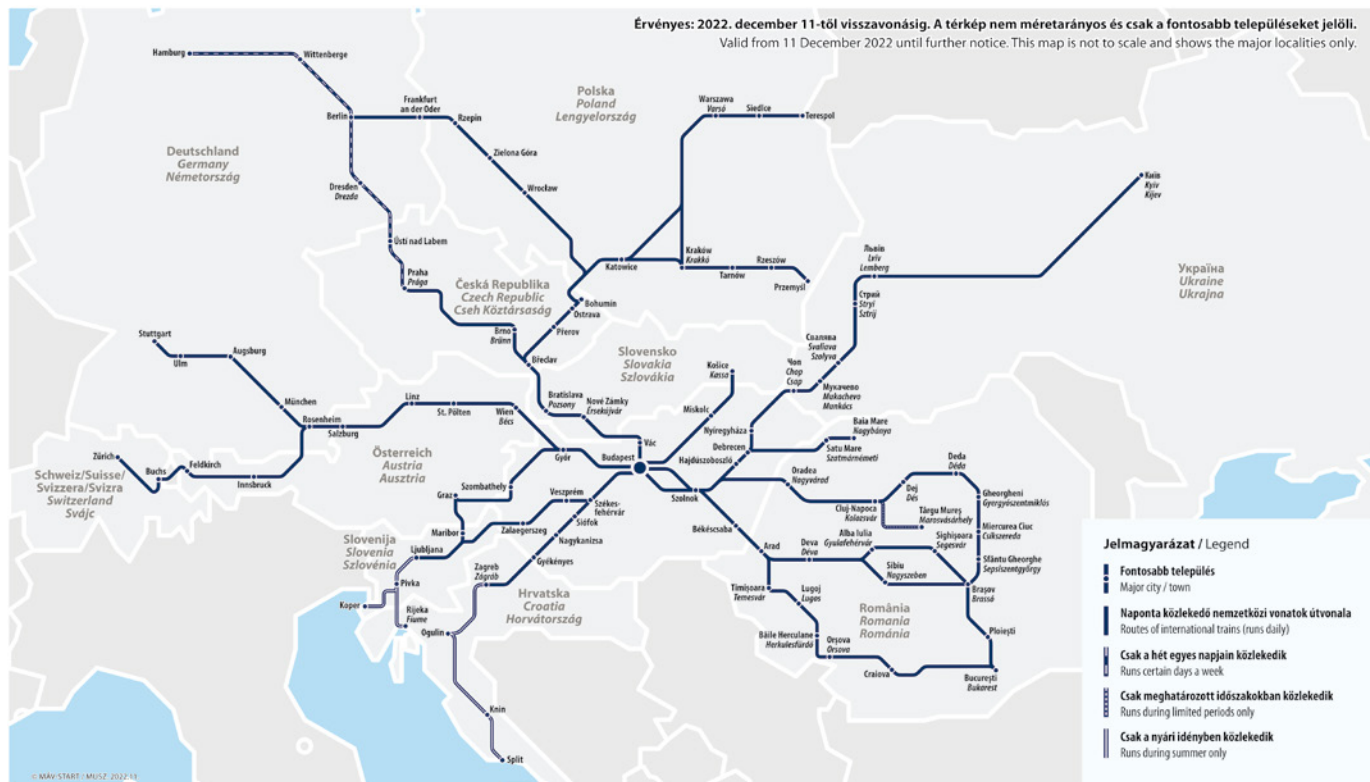 Érvényes: 2022. december 11-től visszavonásig. A térkép nem méretarányos és csak a fontosabb településeket jelöli.
Valid from 11 December 2022 until further notice. This map is not to scale and shows the major localities only.
Hamburg
Wittenberge
Berlin
Frankfurt
an der Oder
Rzepin
Zielona Góra
Wrocław
Polska
Poland
Lengyelország
Warszawa
Varsó
Siedlce
Terespol
Deutschland
Germany
Németország
Dresden
Drezda
Ústí nad Labem
Praha
Prága
Česká Republika
Czech Republic
Cseh Köztársaság
Katowice
Kraków
Krakkó
Tarnów
Rzeszów
Przemyśl
Київ
Kyiv
Kijev
Львів
Lviv
Lemberg
Стрий
Stryi
Sztrij
Україна
Ukraine
Ukrajna
Bohumín
Ostrava
Přerov
Brno
Brünn
Břeclav
Slovensko
Slovakia
Szlovákia
Košice
Kassa
Miskolc
Сваляva
Svaliava
Szolyva
Чоп
Chop
Csap
Мукачево
Mukachevo
Munkács
Stuttgart
Ulm
Augsburg
München
Rosenheim
Salzburg
Linz
St. Pölten
Wien
Bécs
Bratislava
Pozsony
Nové Zámky
Érsekújvár
Vác
Budapest
Győr
Nyíregyháza
Debrecen
Hajdúszoboszló
Baia Mare
Nagybánya
Satu Mare
Szatmárnémeti
Zürich
Buchs
Feldkirch
Innsbruck
Schweiz/Suisse/
Svizzera/Svizra
Switzerland
Svájc
Österreich
Austria
Ausztria
Szombathely
Graz
Maribor
Veszprém
Zalaegerszeg
Székes-
fehérvár
Siófok
Nagykanizsa
Gyékényes
Szolnok
Békéscsaba
Oradea
Nagyvárad
Cluj-Napoca
Kolozsvár
Dej
Dés
Deda
Déda
Târgu Mureș
Marosvásárhely
Gheorgheni
Gyergyószentmiklós
Miercurea Ciuc
Csíkszereda
Sfântu Gheorghe
Sepsiszentgyörgy
Arad
Deva
Déva
Alba Iulia
Gyulafehérvár
Sighișoara
Segesvár
Sibiu
Nagyszeben
Brașov
Brassó
Ploiești
București
Bukarest
Timișoara
Temesvár
Lugoj
Lugos
Băile Herculane
Herkulesfürdő
Orșova
Orsova
Craiova
România
Romania
Románia
Slovenija
Slovenia
Szlovénia
Ljubljana
Pivka
Koper
Rijeka
Fiume
Zagreb
Zágráb
Hrvatska
Croatia
Horvátország
Ogulin
Knin
Split
Jelmagyarázat / Legend
Fontosabb település
Major city / town
Naponta közlekedő nemzetközi vonatok útvonala
Routes of international trains (runs daily)
Csak a hét egyes napjain közlekedik
Runs certain days a week
Csak meghatározott időszakokban közlekedik
Runs during limited periods only
Csak a nyári idényben közlekedik
Runs during summer only
© MÁV-START / MUSZ, 2022.11